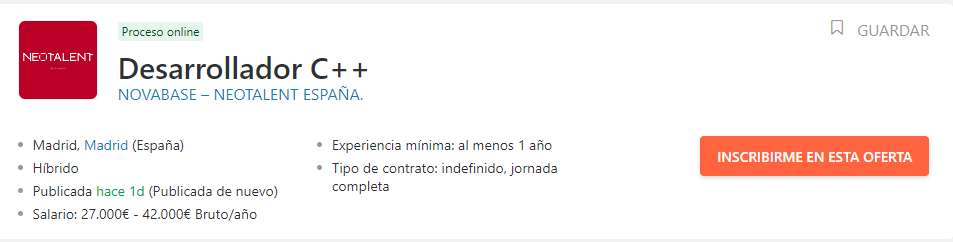 NEOTALENT
Proceso online
GUARDAR
Desarrollador C++
NOVABASE – NEOTALENT ESPAÑA.
Madrid, Madrid (España)
Híbrido
Publicada hace 1d (Publicada de nuevo)
Salario: 27.000€ - 42.000€ Bruto/año
Experiencia mínima: al menos 1 año
Tipo de contrato: indefinido, jornada
completa
INSCRIBIRME EN ESTA OFERTA